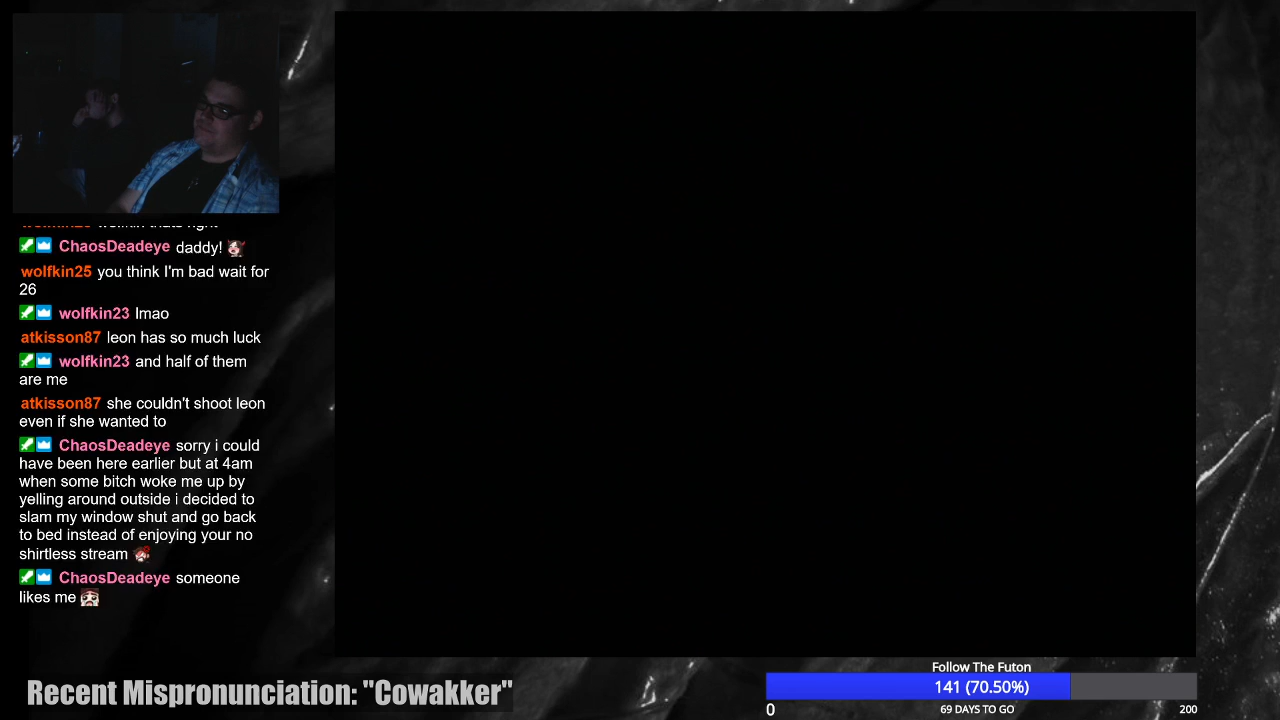 ChaosDeadeye daddy!
wolfkin25 you think I'm bad wait for
26
wolfkin23 lmao
atkisson87 leon has so much luck
wolfkin23 and half of them
are me
atkisson87 she couldn't shoot leon
even if she wanted to
ChaosDeadeye sorry i could
have been here earlier but at 4am
when some bitch woke me up by
yelling around outside i decided to
slam my window shut and go back
to bed instead of enjoying your no
shirtless stream
ChaosDeadeye someone
likes me
Recent Mispronunciation: "Cowakker"
Follow The Futon
141 (70.50%)
0 69 DAYS TO GO 200